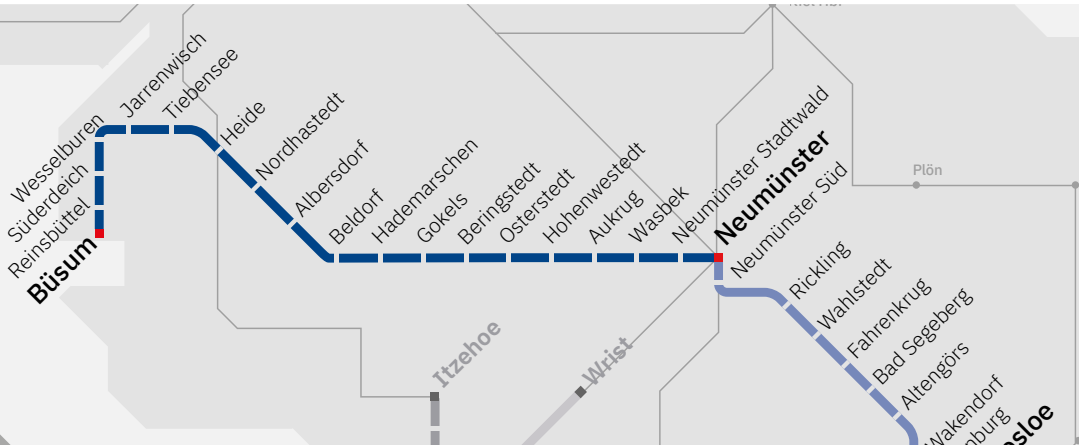 Jarrenwisch
Tiebensee
Wesselburen
Süderdeich
Reinsbüttel
Büsum
Heide
Nordhastedt
Albersdorf
Beldorf
Hademarschen
Gokels
Beringstedt
Osterstedt
Hohenwestedt
Aukrug
Wasbek
Neumünster Stadtwald
Neumünster
Neumünster Süd
Plön
Rickling
Wahlstedt
Fahrenkrug
Bad Segeberg
Altengörs
Wakendorf
Itzehoe
Wrist